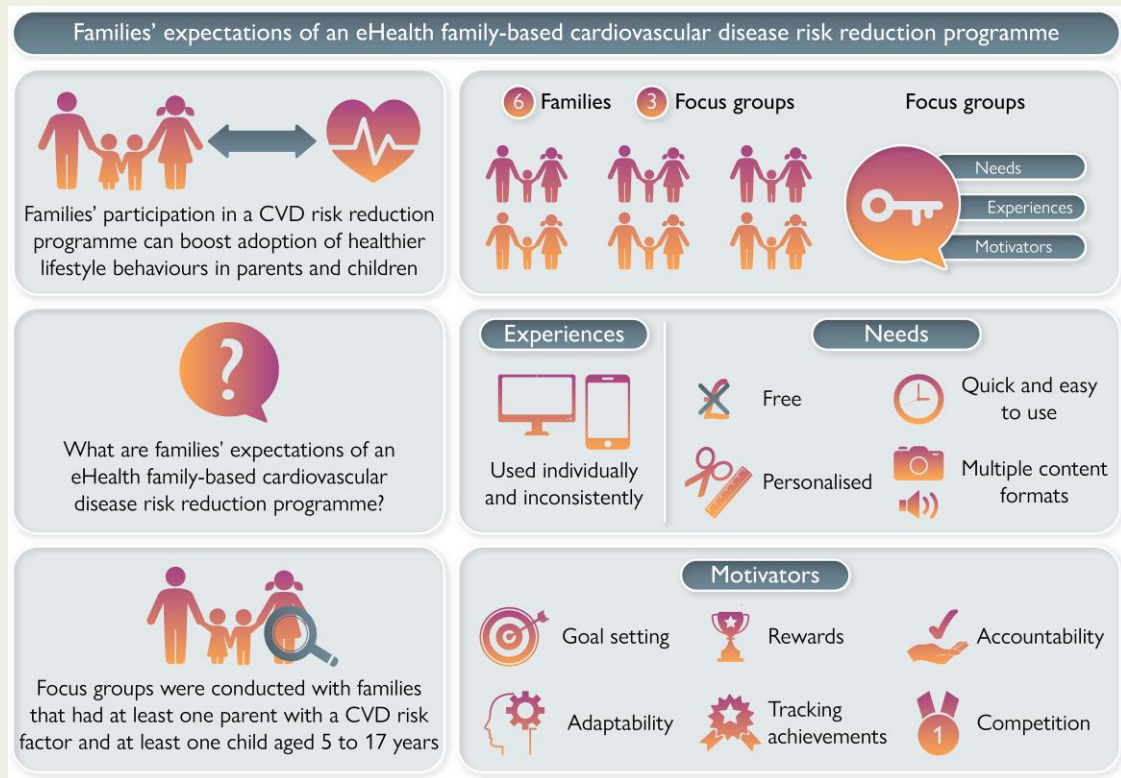 Families' expectations of an eHealth family-based cardiovascular disease risk reduction programme
Families' participation in a CVD risk reduction
programme can boost adoption of healthier
lifestyle behaviours in parents and children
6 Families
3 Focus groups
Focus groups
Needs
Experiences
Motivators
?
What are families' expectations of an
eHealth family-based cardiovascular
disease risk reduction programme?
Experiences
Used individually
and inconsistently
Needs
£
Free
Quick and easy
to use
Personalised
Multiple content
formats
Focus groups were conducted with families
that had at least one parent with a CVD risk
factor and at least one child aged 5 to 17 years
Motivators
Goal setting
Rewards
Accountability
Adaptability
Tracking
achievements
1
Competition